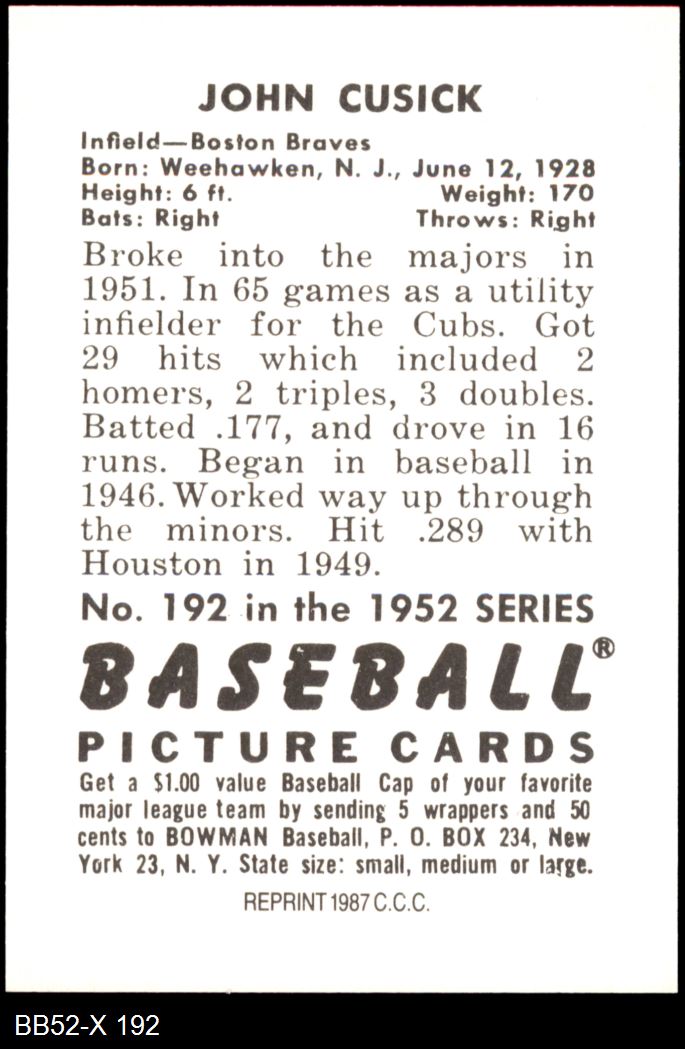 JOHN CUSICK
Infield—Boston Braves
Born: Weehawken, N. J., June 12, 1928
Height: 6 ft. Weight: 170
Bats: Right Throws: Right
Broke into the majors in
1951. In 65 games as a utility
infielder for the Cubs. Got
29 hits which included 2
homers, 2 triples, 3 doubles.
Batted .177, and drove in 16
runs. Began in baseball in
1946. Worked way up through
the minors. Hit .289 with
Houston in 1949.
No. 192 in the 1952 SERIES
BASEBALL®
PICTURE CARDS
Get a $1.00 value Baseball Cap of your favorite
major league team by sending 5 wrappers and 50
cents to BOWMAN Baseball, P. O. BOX 234, New
York 23, N. Y. State size: small, medium or large.
REPRINT 1987 C.C.C.
BB52-X 192